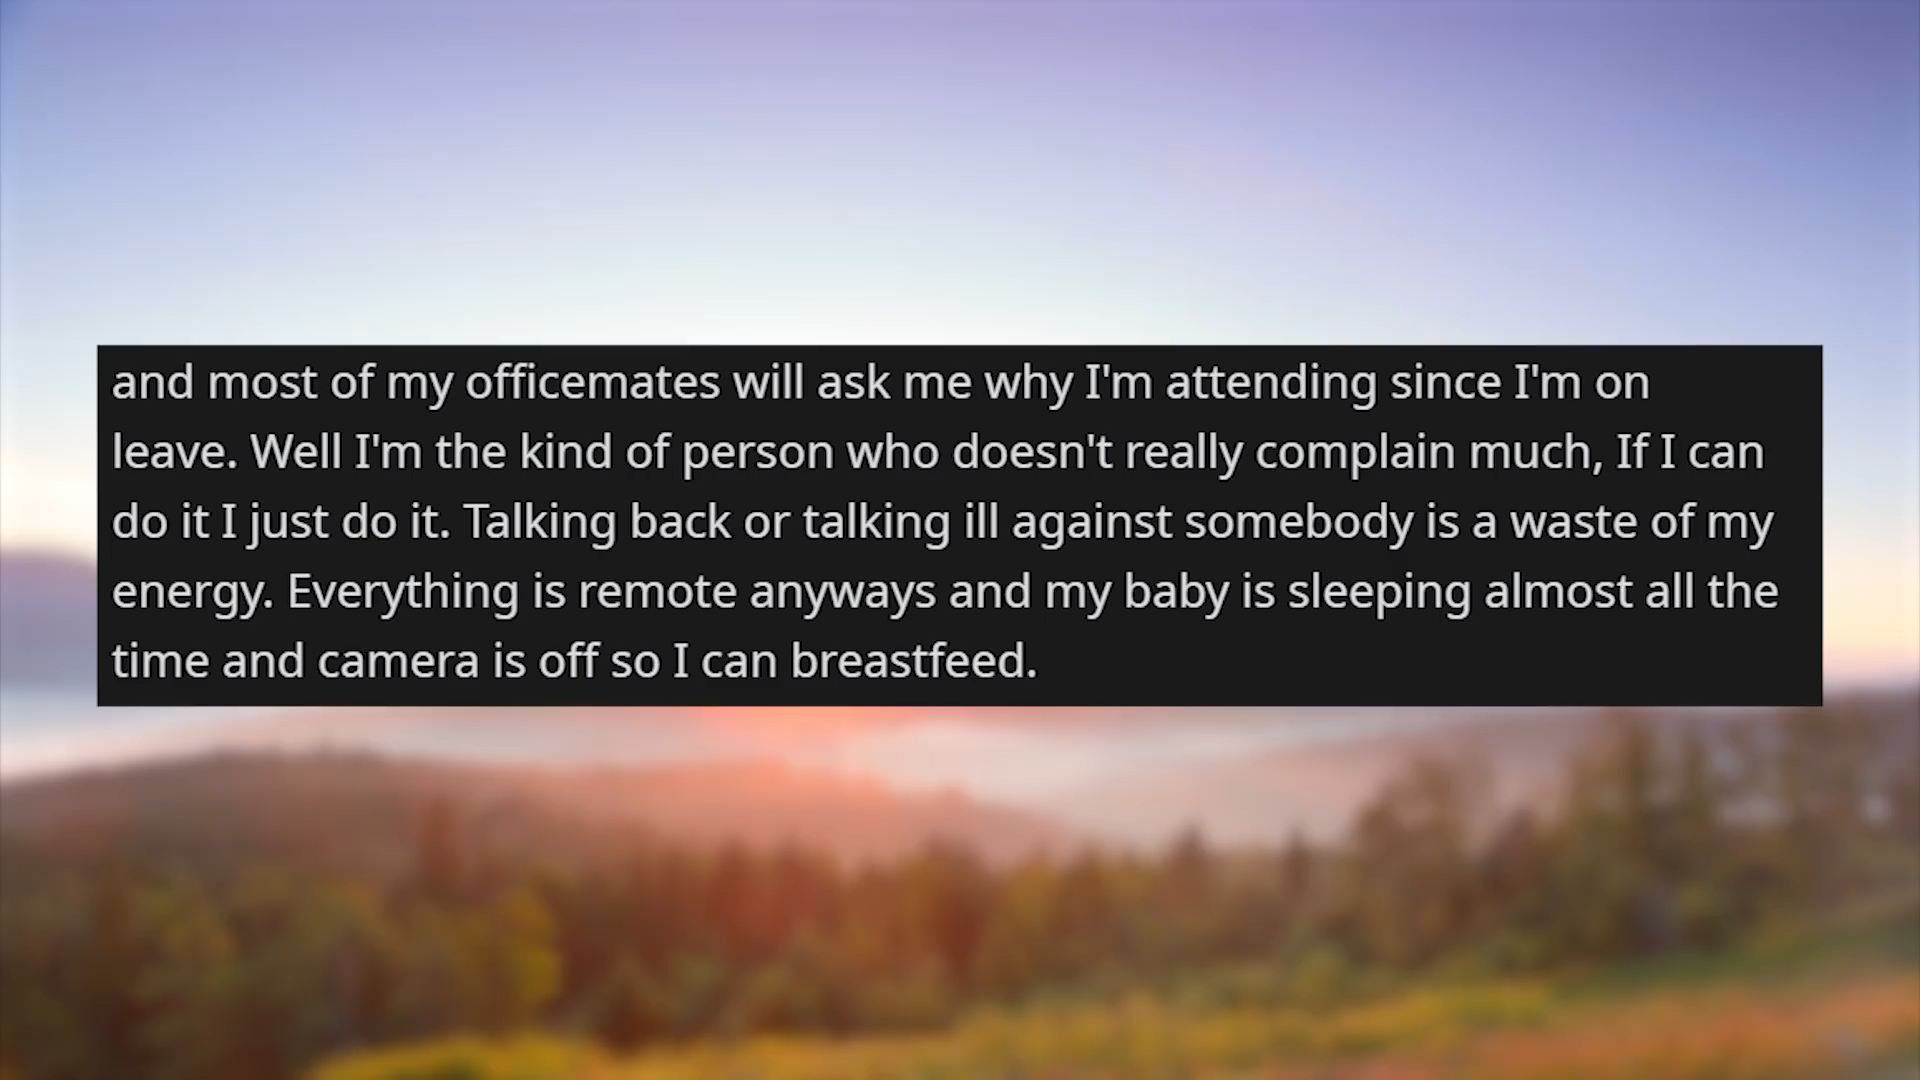 and most of my officemates will ask me why I'm attending since I'm on
leave. Well I'm the kind of person who doesn't really complain much, If I can
do it I just do it. Talking back or talking ill against somebody is a waste of my
energy. Everything is remote anyways and my baby is sleeping almost all the
time and camera is off so I can breastfeed.